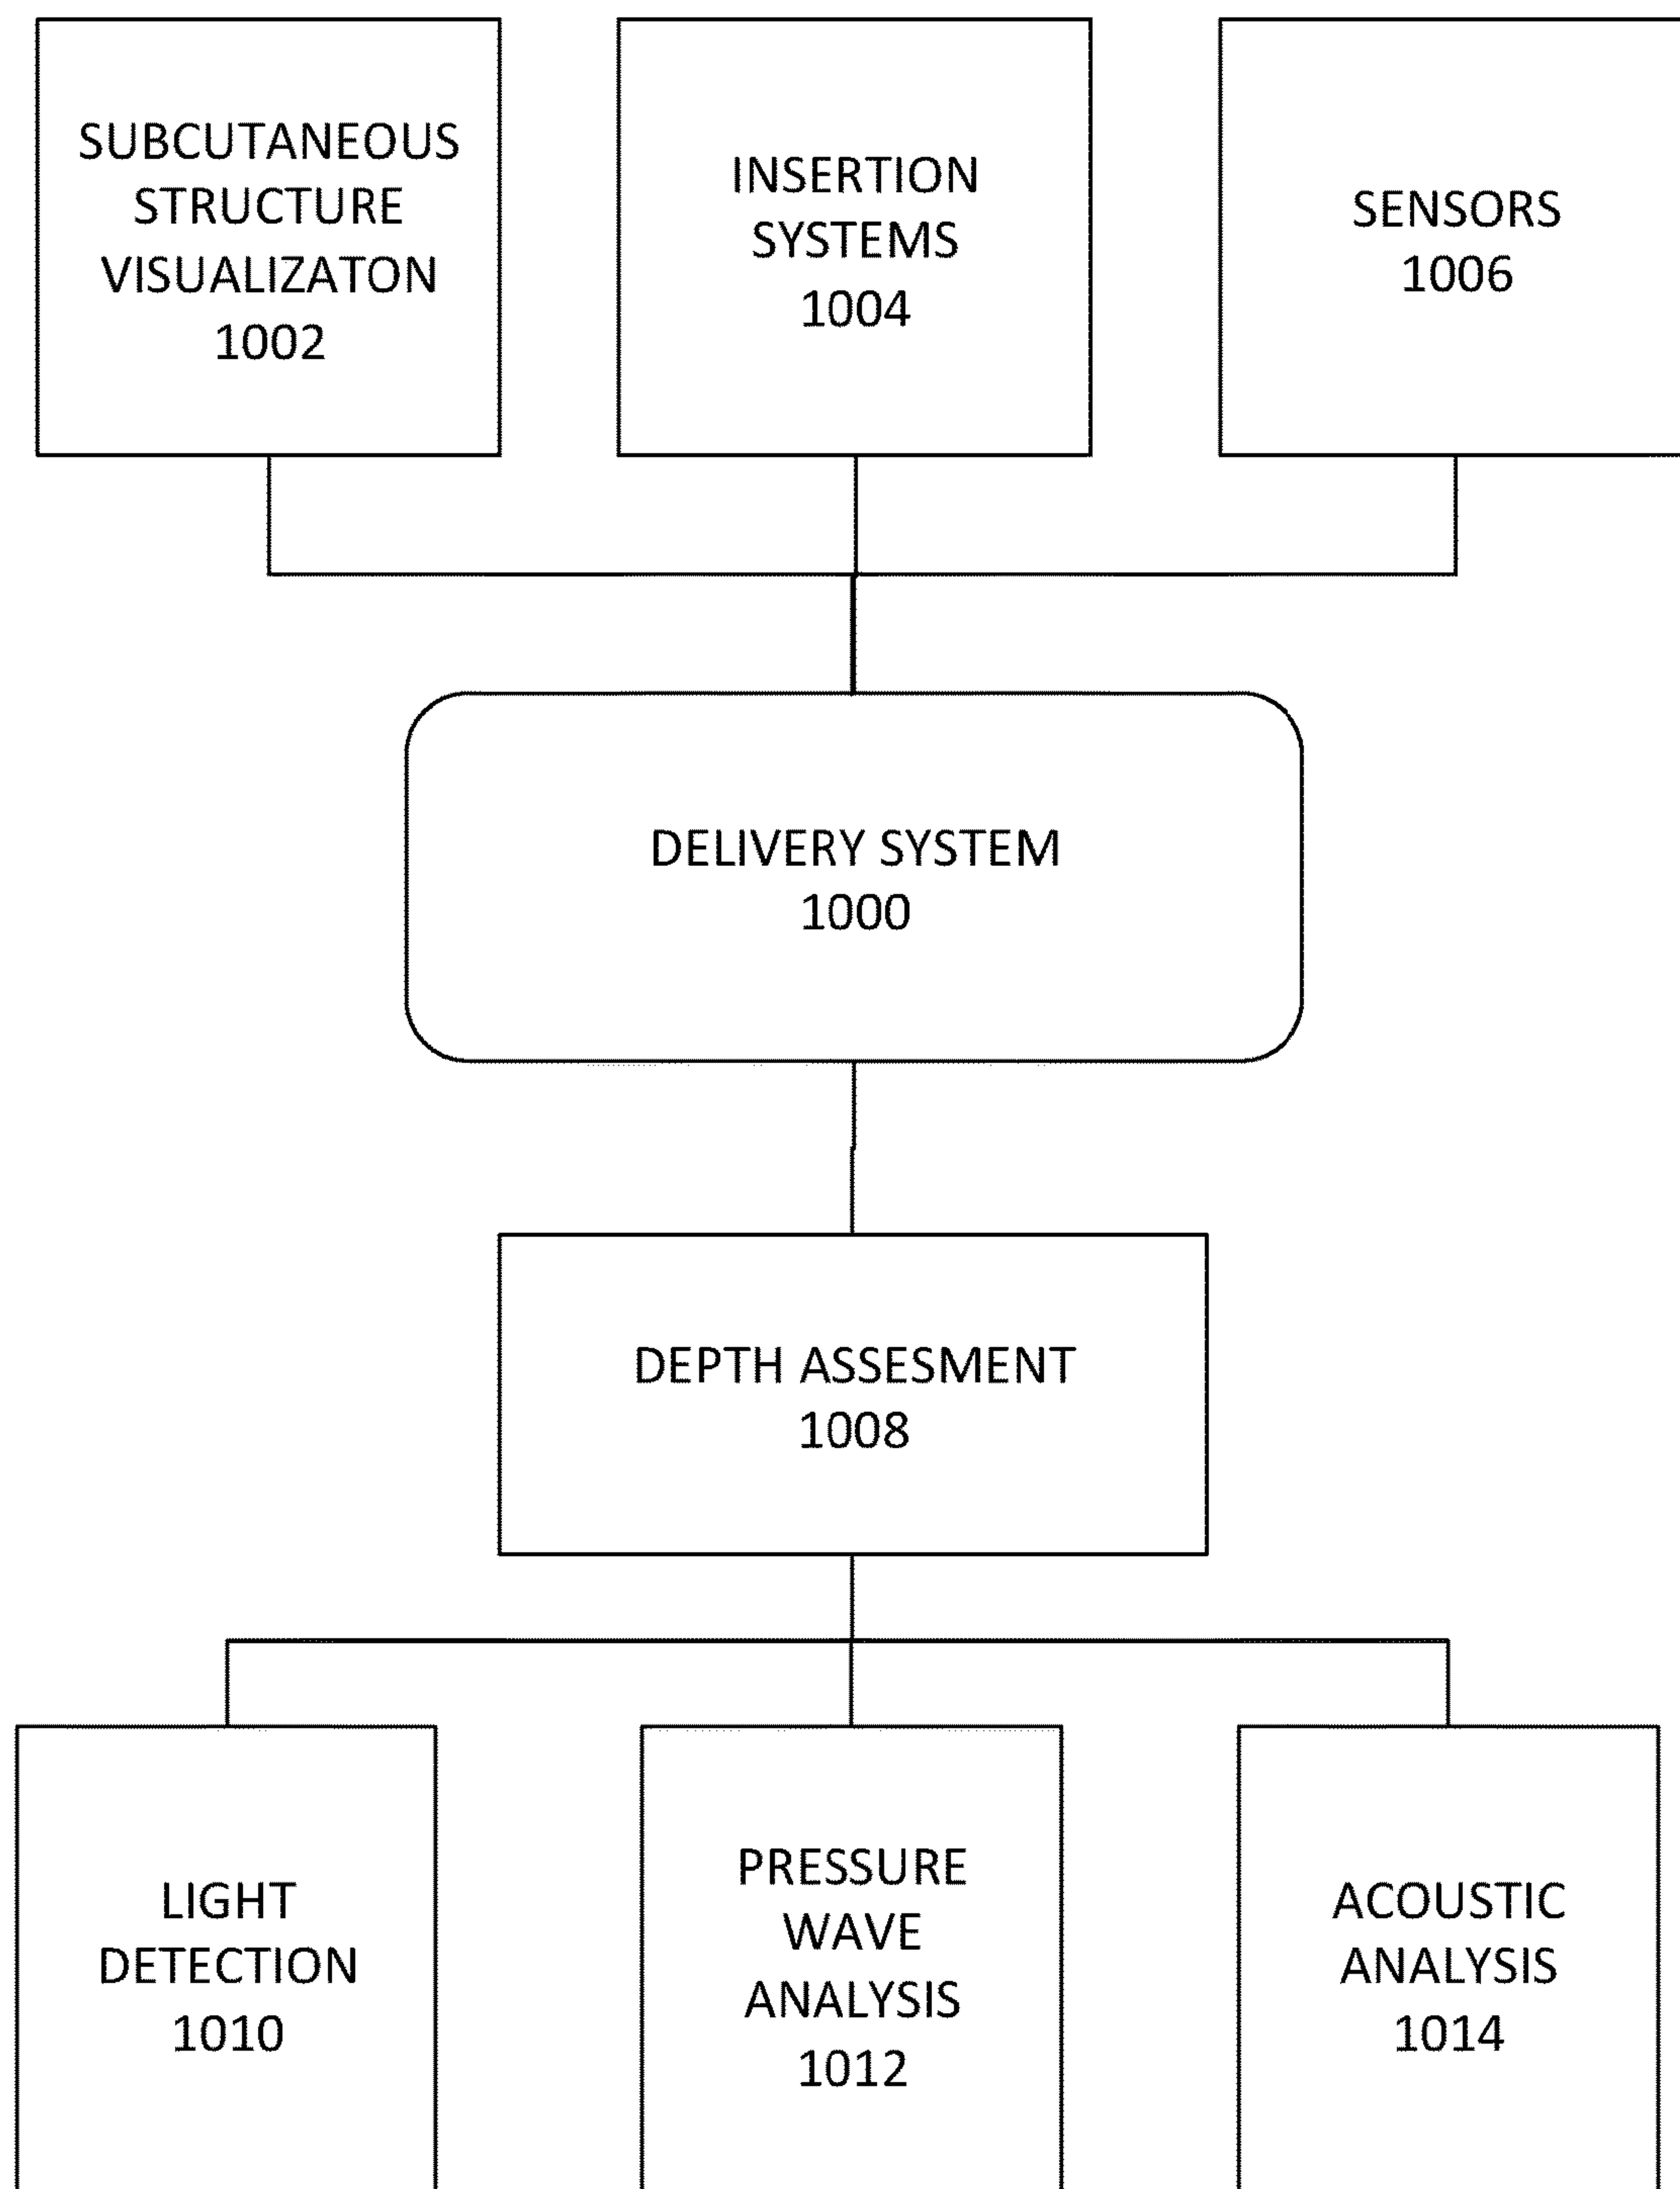 SUBCUTANEOUS
STRUCTURE
VISUALIZATON
1002
INSERTION
SYSTEMS
1004
SENSORS
1006
DELIVERY SYSTEM
1000
DEPTH ASSESMENT
1008
LIGHT
DETECTION
1010
PRESSURE
WAVE
ANALYSIS
1012
ACOUSTIC
ANALYSIS
1014